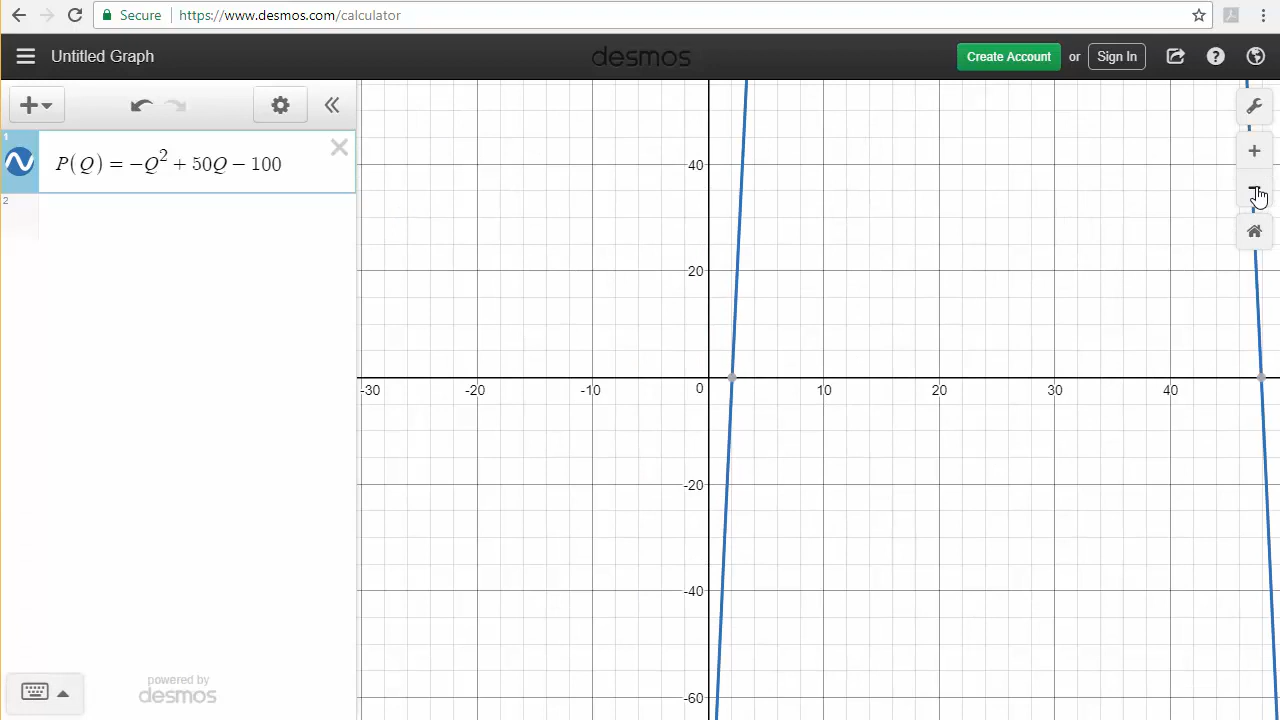 Secure https://www.desmos.com/calculator
Untitled Graph desmos Create Account or Sign In
1
P(Q) = −Q² + 50Q − 100
2
40
20
-30 -20 -10 0 10 20 30 40
-20
-40
-60
powered by
desmos